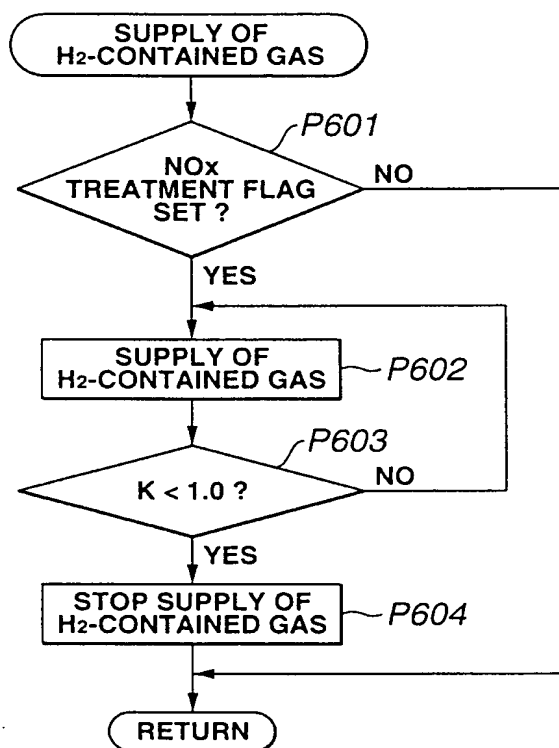 SUPPLY OF
H2-CONTAINED GAS
P601
NOx
TREATMENT FLAG
SET ?
NO
YES
SUPPLY OF
H2-CONTAINED GAS
P602
P603
K < 1.0 ?
NO
YES
STOP SUPPLY OF
H2-CONTAINED GAS
P604
RETURN